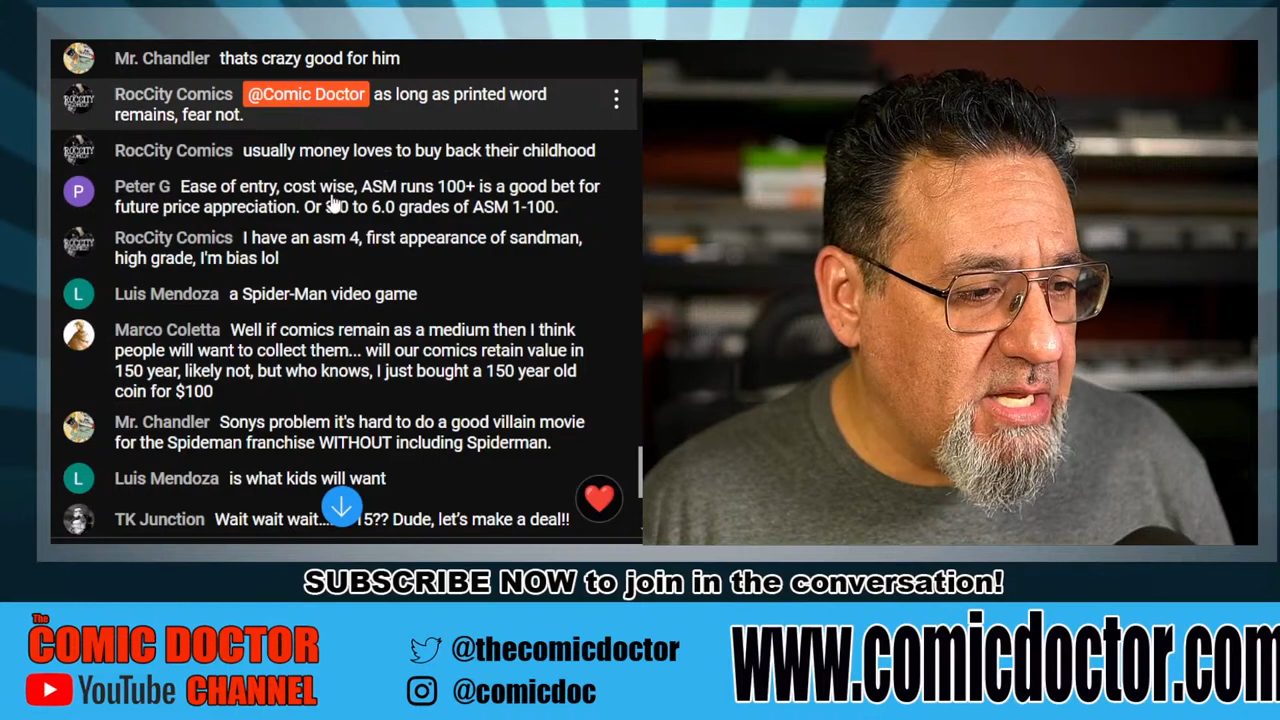 Mr. Chandler thats crazy good for him
RocCity Comics @Comic Doctor as long as printed word
remains, fear not.
RocCity Comics usually money loves to buy back their childhood
P Peter G Ease of entry, cost wise, ASM runs 100+ is a good bet for
future price appreciation. Or to 6.0 grades of ASM 1-100.
RocCity Comics I have an asm 4, first appearance of sandman,
high grade, I'm bias lol
L Luis Mendoza a Spider-Man video game
Marco Coletta Well if comics remain as a medium then I think
people will want to collect them... will our comics retain value in
150 year, likely not, but who knows, I just bought a 150 year old
coin for $100
Mr. Chandler Sonys problem it's hard to do a good villain movie
for the Spideman franchise WITHOUT including Spiderman.
L Luis Mendoza is what kids will want
TK Junction Wait wait wait... 15?? Dude, let's make a deal!!
SUBSCRIBE NOW to join in the conversation!
The
COMIC DOCTOR
YouTube CHANNEL
@thecomicdoctor
@comicdoc
www.comicdoctor.com